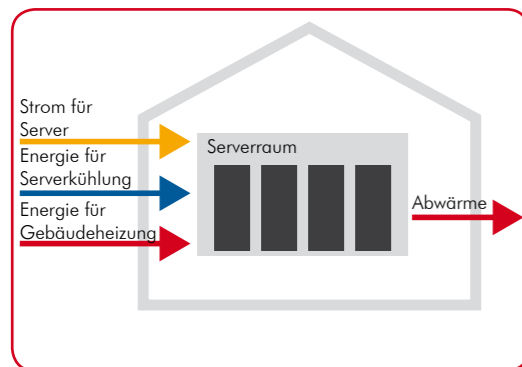 Strom für
Server
Energie für
Serverkühlung
Energie für
Gebäudeheizung
Serverraum
Abwärme